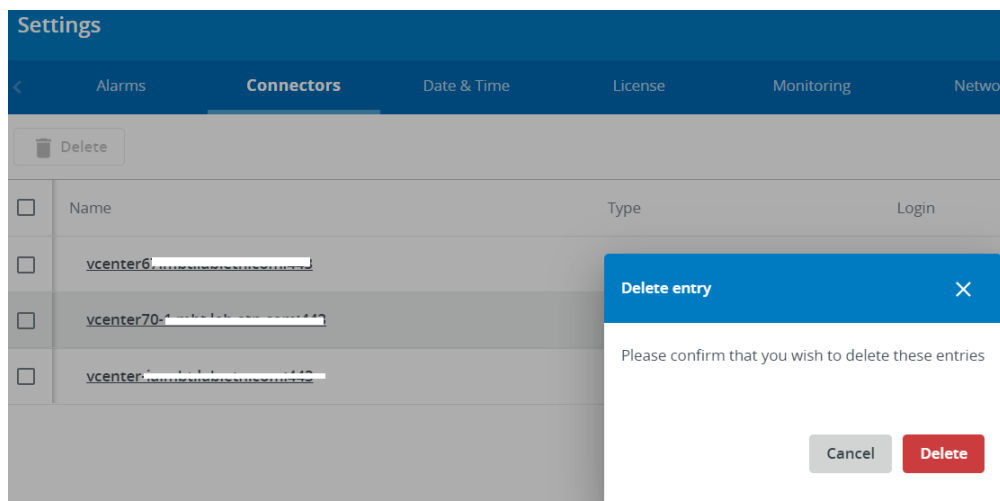 Settings
Alarms Connectors Date & Time License Monitoring Netwo
Delete
Name Type Login
vcenter6
vcenter70-
vcenter-
Delete entry
Please confirm that you wish to delete these entries
Cancel Delete